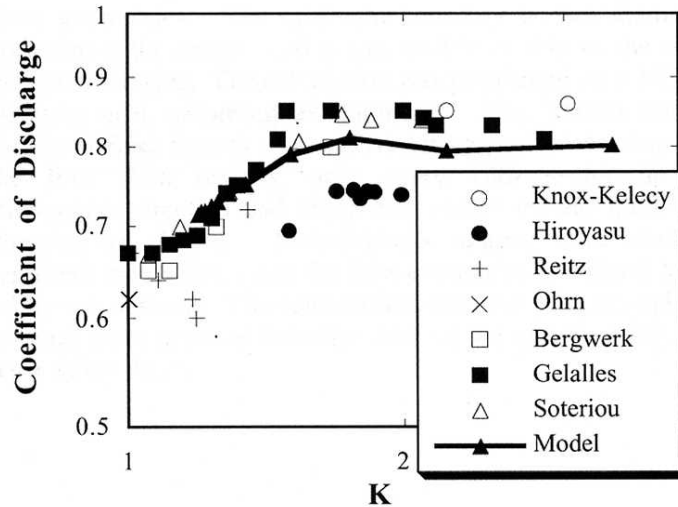 1
0.9
0.8
0.7
0.6
0.5
Coefficient of Discharge
1
2
K
Knox-Kelecy
Hiroyasu
Reitz
Ohrn
Bergwerk
Gelalles
Soteriou
Model